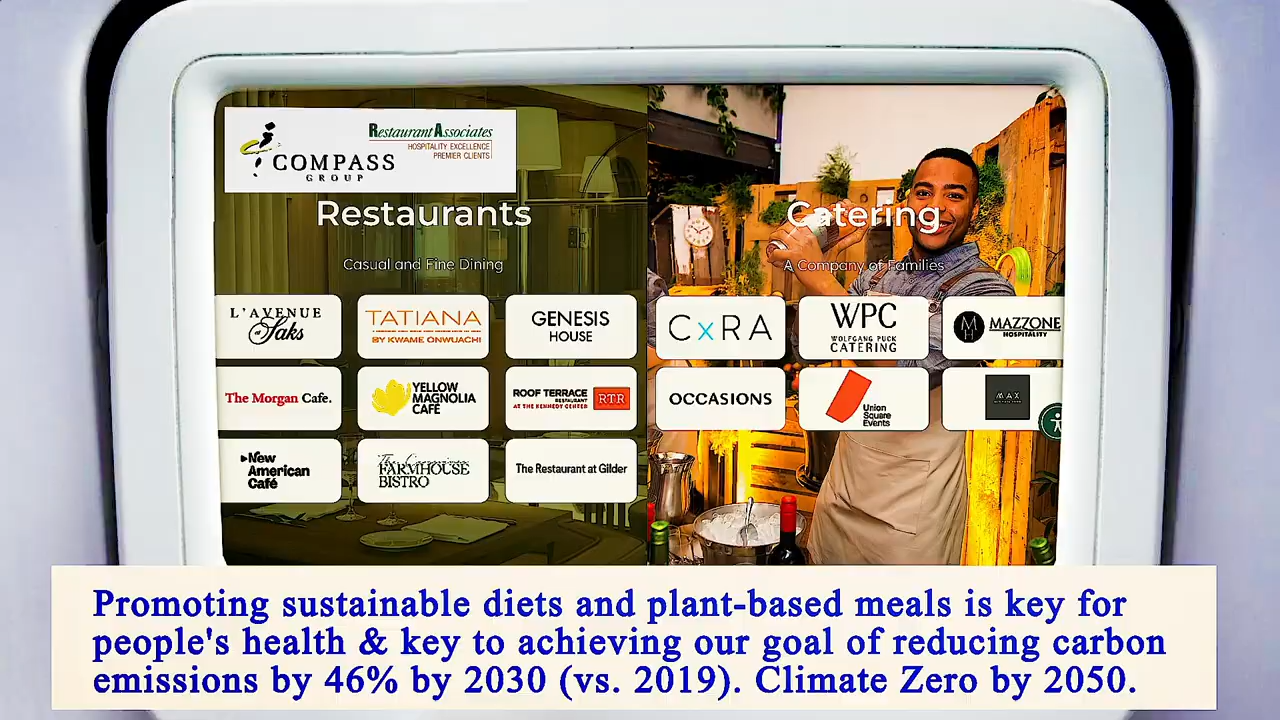 COMPASS
GROUP
Restaurant Associates
HOSPITALITY EXCELLENCE
PREMIER CLIENTS
Restaurants
Casual and Fine Dining
L'AVENUE
Saks
TATIANA
BY KWAME ONWUACHI
GENESIS
HOUSE
The Morgan Cafe.
YELLOW
MAGNOLIA
CAFÉ
ROOF TERRACE
RESTAURANT
AT THE KENNEDY CENTER
RTR
New
American
Café
FARMHOUSE
BISTRO
The Restaurant at Gilder
Catering
A Company of Families
CxRA
WPC
WOLFGANG PUCK
CATERING
MH
MAZZONE
HOSPITALITY
OCCASIONS
Union
Square
Events
MAX
Promoting sustainable diets and plant-based meals is key for
people's health & key to achieving our goal of reducing carbon
emissions by 46% by 2030 (vs. 2019). Climate Zero by 2050.